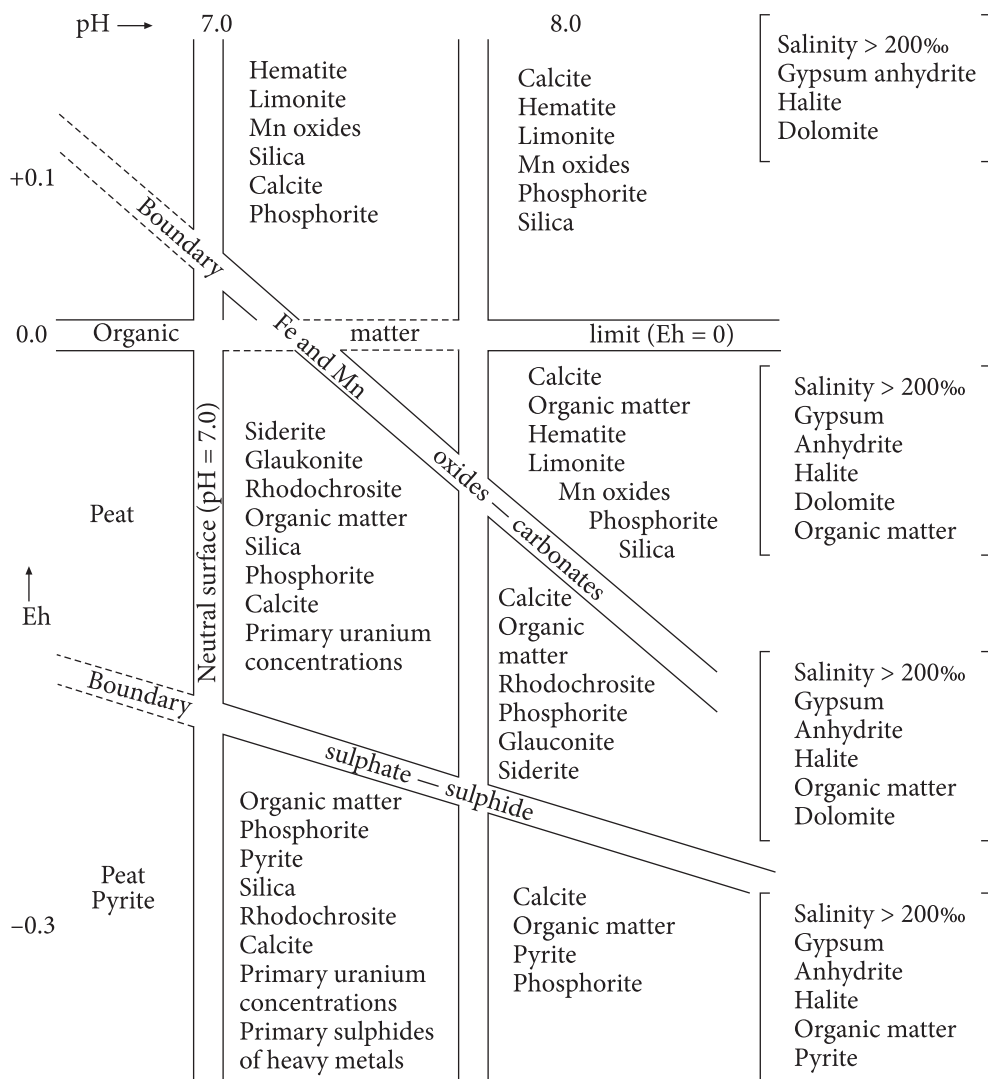 pH → 7.0 8.0
Hematite
Limonite
Mn oxides
Silica
Calcite
Phosphorite
Calcite
Hematite
Limonite
Mn oxides
Phosphorite
Silica
Salinity > 200‰
Gypsum anhydrite
Halite
Dolomite
+0.1
Boundary Fe and Mn oxides — carbonates
0.0 Organic matter limit (Eh = 0)
Neutral surface (pH = 7.0)
Peat
Eh
Siderite
Glaukonite
Rhodochrosite
Organic matter
Silica
Phosphorite
Calcite
Primary uranium
concentrations
Calcite
Organic matter
Hematite
Limonite
Mn oxides
Phosphorite
Silica
Salinity > 200‰
Gypsum
Anhydrite
Halite
Dolomite
Organic matter
Calcite
Organic
matter
Rhodochrosite
Phosphorite
Glauconite
Siderite
Salinity > 200‰
Gypsum
Anhydrite
Halite
Organic matter
Dolomite
Boundary sulphate — sulphide
Peat
Pyrite
−0.3
Organic matter
Phosphorite
Pyrite
Silica
Rhodochrosite
Calcite
Primary uranium
concentrations
Primary sulphides
of heavy metals
Calcite
Organic matter
Pyrite
Phosphorite
Salinity > 200‰
Gypsum
Anhydrite
Halite
Organic matter
Pyrite